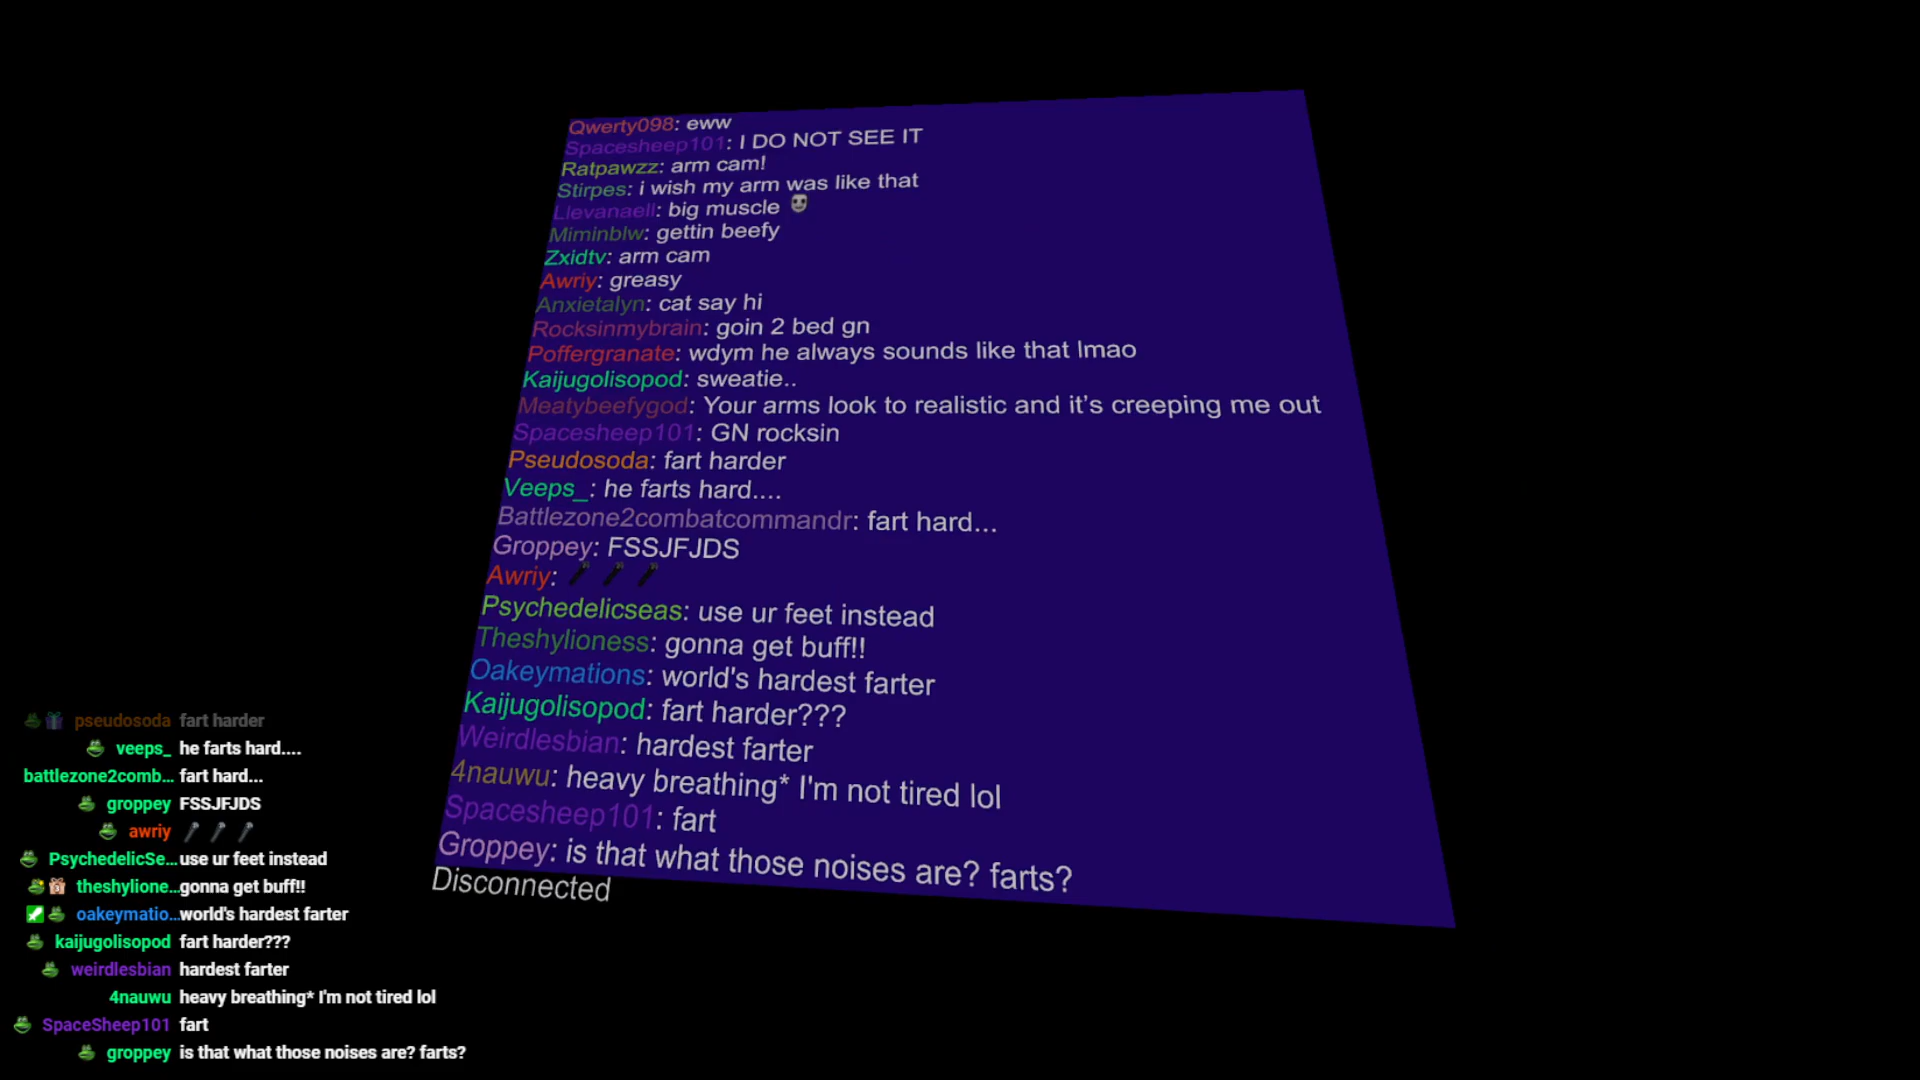 Qwerty098: eww
Spacesheep101: I DO NOT SEE IT
Ratpawzz: arm cam!
Stirpes: i wish my arm was like that
Llevanaell: big muscle
Miminblw: gettin beefy
Zxidtv: arm cam
Awriy: greasy
Anxietalyn: cat say hi
Rocksinmybrain: goin 2 bed gn
Poffergranate: wdym he always sounds like that lmao
Kaijugolisopod: sweatie..
Meatybeefygod: Your arms look to realistic and it's creeping me out
Spacesheep101: GN rocksin
Pseudosoda: fart harder
Veeps_: he farts hard....
Battlezone2combatcommandr: fart hard...
Groppey: FSSJFJDS
Awriy:
Psychedelicseas: use ur feet instead
Theshylioness: gonna get buff!!
Oakeymations: world's hardest farter
Kaijugolisopod: fart harder???
Weirdlesbian: hardest farter
4nauwu: heavy breathing* I'm not tired lol
Spacesheep101: fart
Groppey: is that what those noises are? farts?
Disconnected
pseudosoda fart harder
veeps_ he farts hard....
battlezone2comb... fart hard...
groppey FSSJFJDS
awriy
PsychedelicSe... use ur feet instead
theshylione... gonna get buff!!
oakeymatio... world's hardest farter
kaijugolisopod fart harder???
weirdlesbian hardest farter
4nauwu heavy breathing* I'm not tired lol
SpaceSheep101 fart
groppey is that what those noises are? farts?